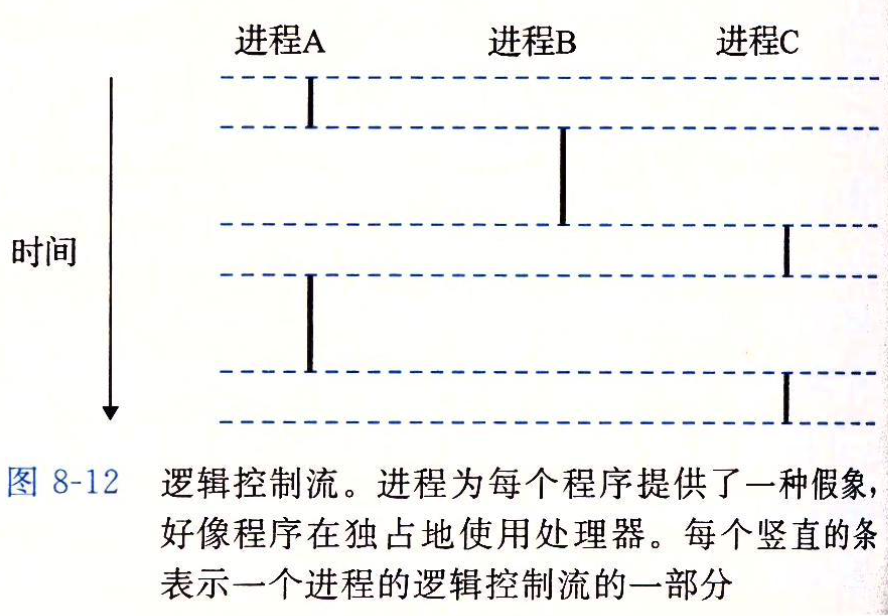 进程A 进程B 进程C
时间
图 8-12 逻辑控制流。进程为每个程序提供了一种假象，
好像程序在独占地使用处理器。每个竖直的条
表示一个进程的逻辑控制流的一部分